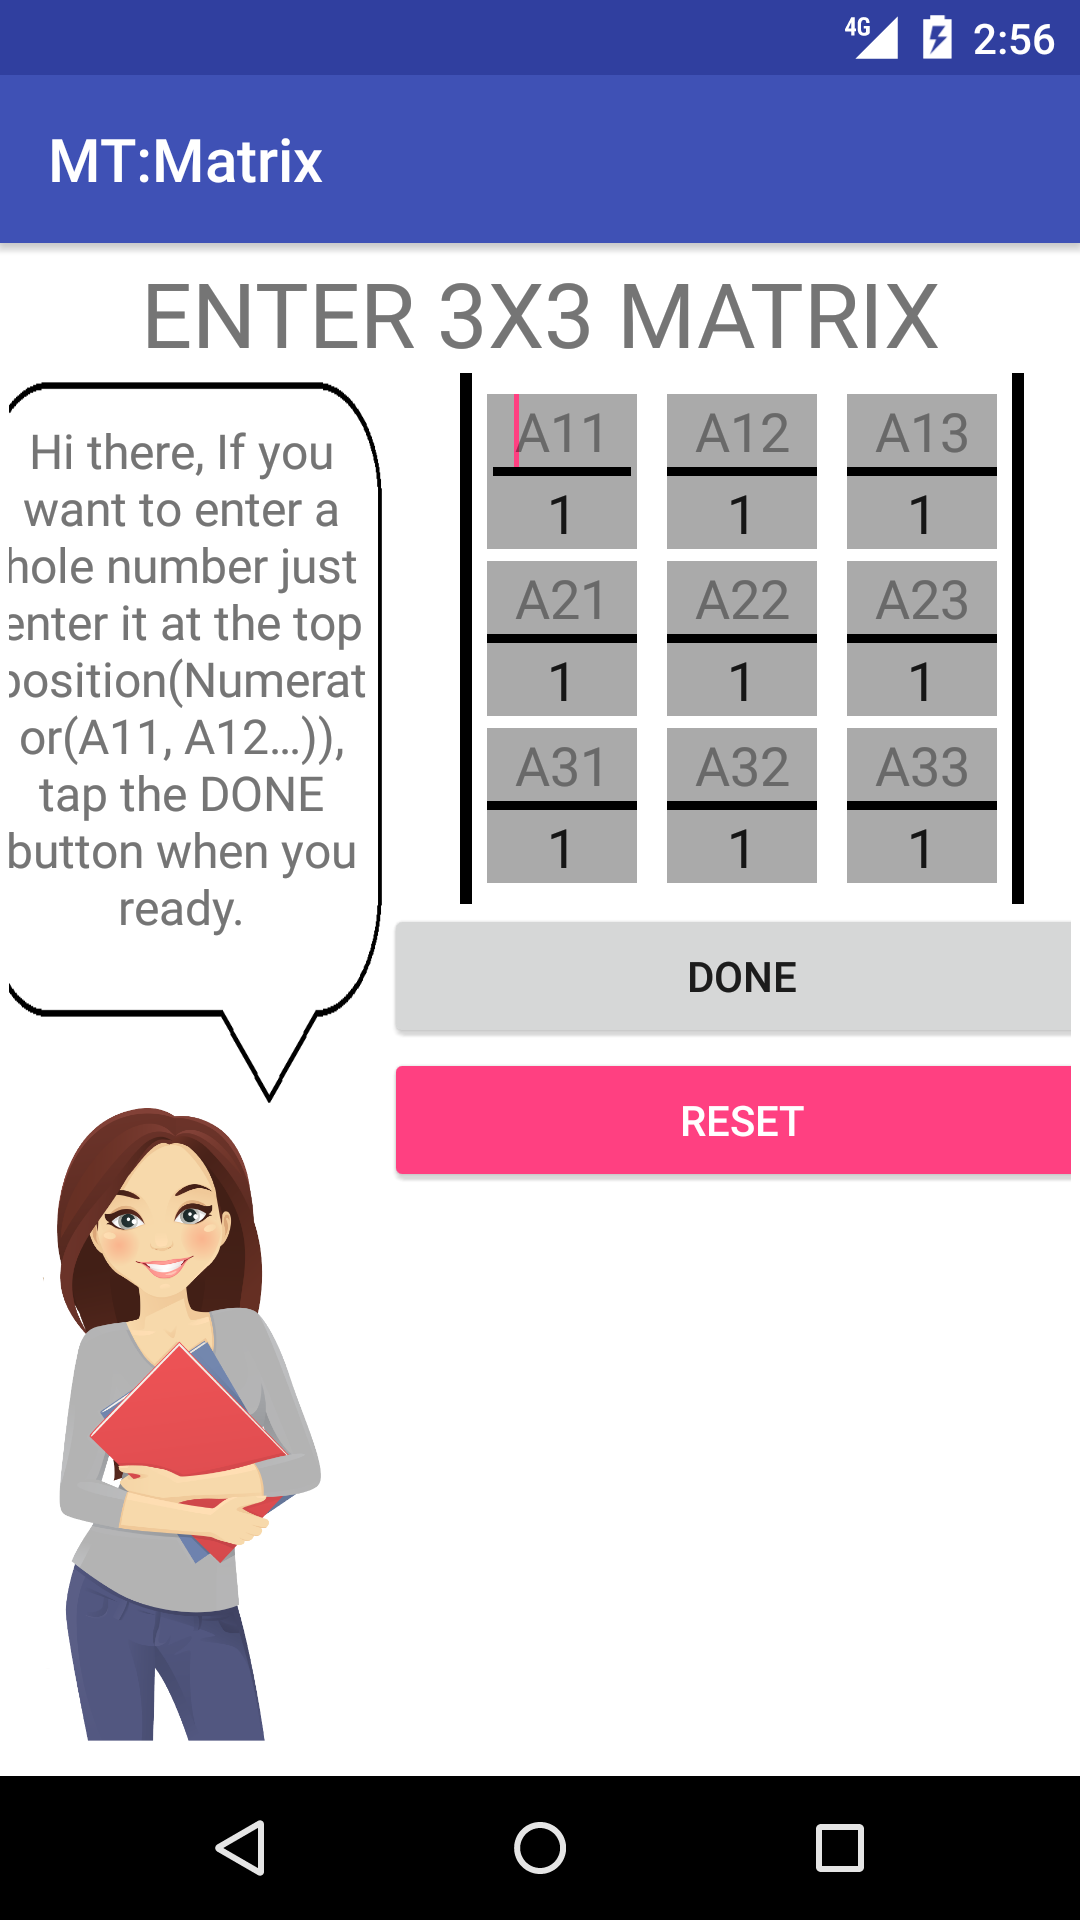 4G 2:56
MT:Matrix
ENTER 3X3 MATRIX
Hi there, If you
want to enter a
hole number just
enter it at the top
position(Numerat
or(A11, A12...)),
tap the DONE
button when you
ready.
A11 A12 A13
1 1 1
A21 A22 A23
1 1 1
A31 A32 A33
1 1 1
DONE
RESET